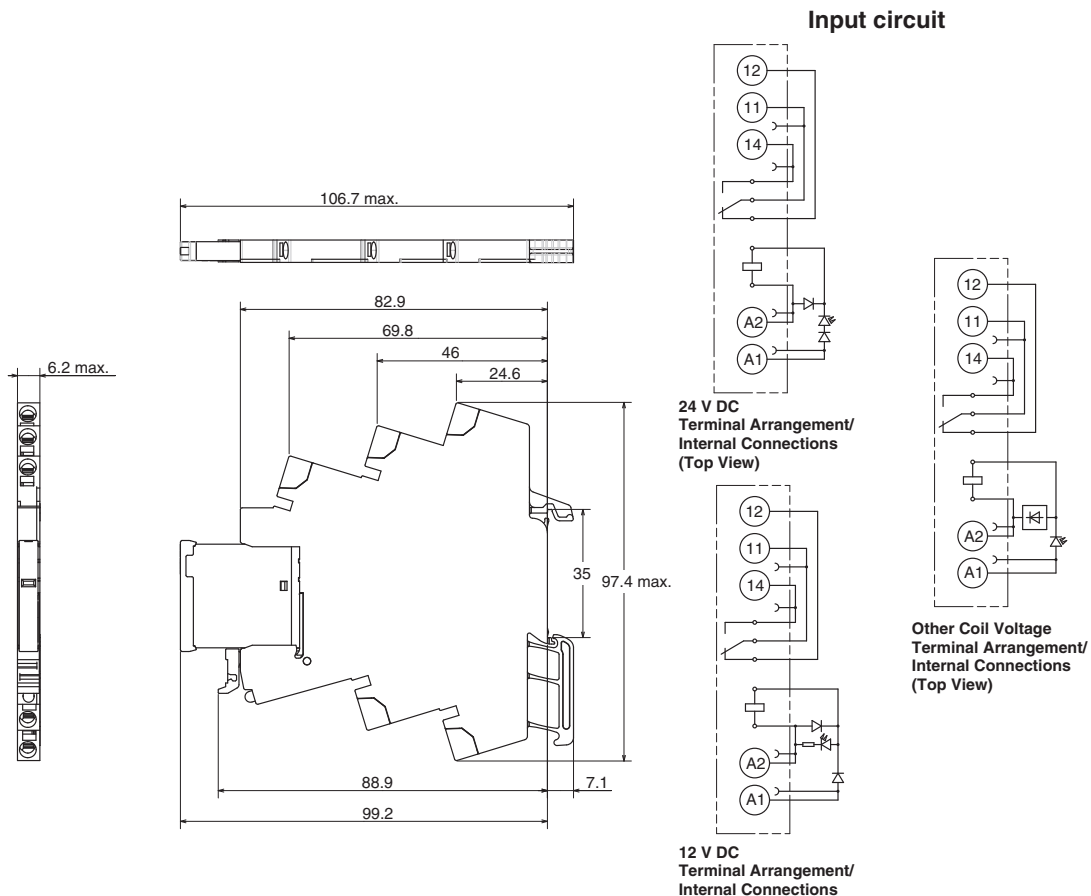 Input circuit
106.7 max.
82.9
69.8
46
24.6
6.2 max.
35
97.4 max.
88.9
7.1
99.2
12
11
14
A2
A1
24 V DC
Terminal Arrangement/
Internal Connections
(Top View)
12
11
14
A2
A1
Other Coil Voltage
Terminal Arrangement/
Internal Connections
(Top View)
12
11
14
A2
A1
12 V DC
Terminal Arrangement/
Internal Connections